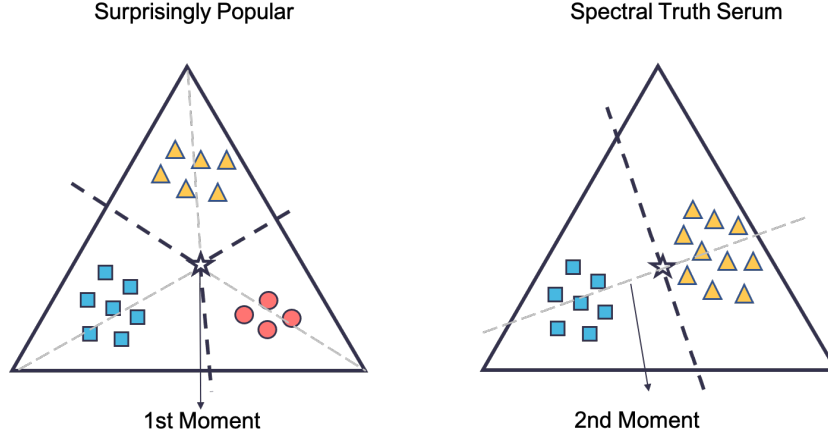 Surprisingly Popular
Spectral Truth Serum
1st Moment
2nd Moment